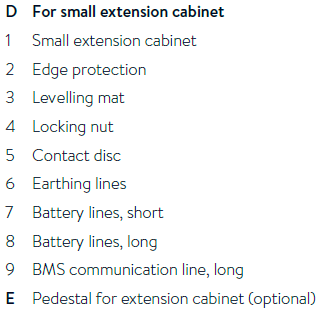 D For small extension cabinet
1 Small extension cabinet
2 Edge protection
3 Levelling mat
4 Locking nut
5 Contact disc
6 Earthing lines
7 Battery lines, short
8 Battery lines, long
9 BMS communication line, long
E Pedestal for extension cabinet (optional)